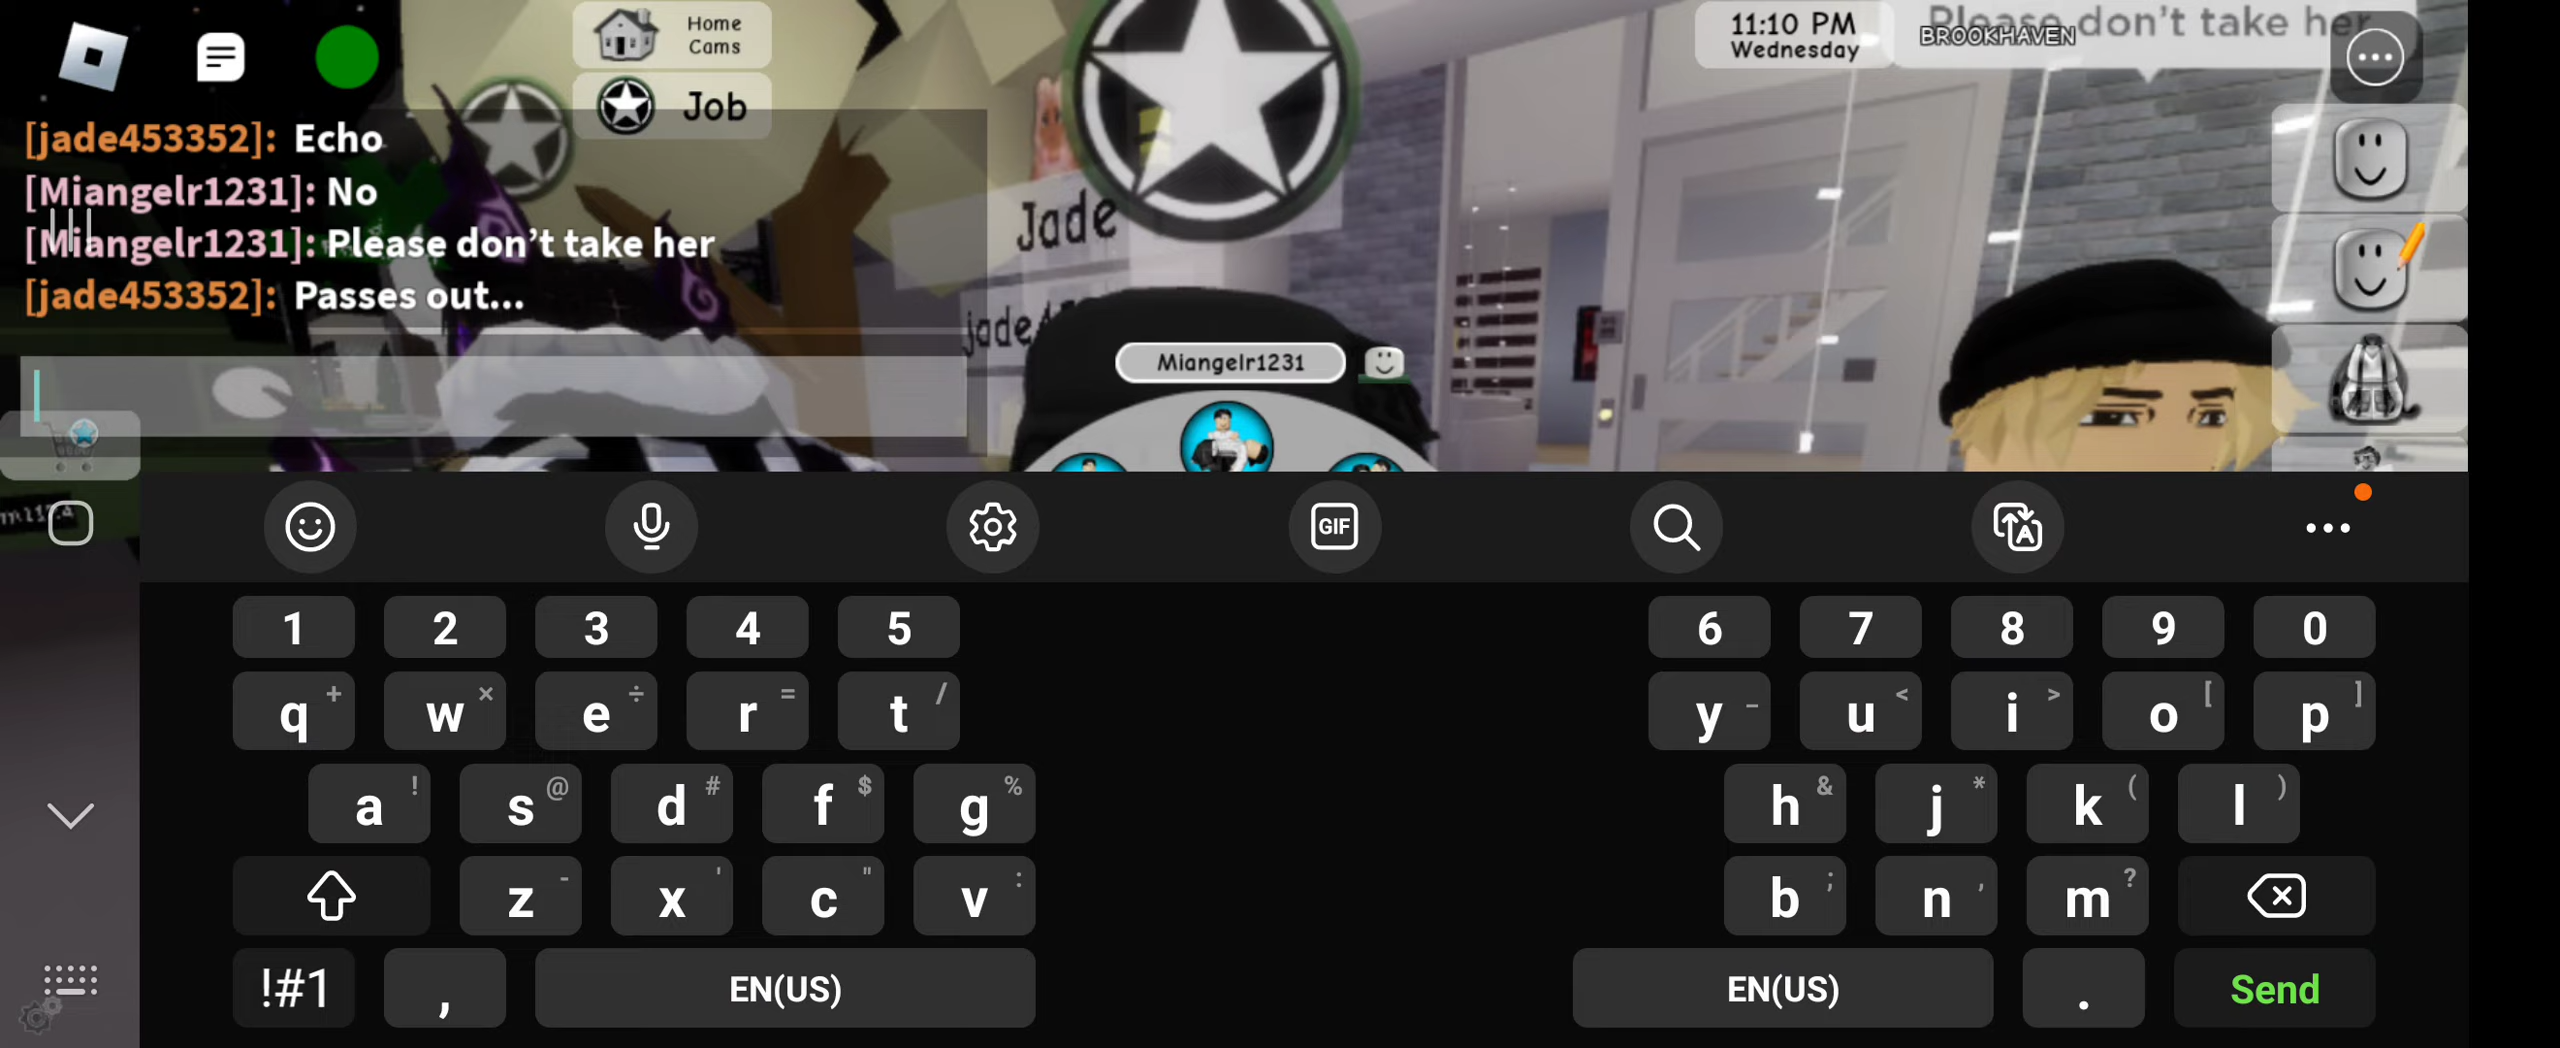 Home
Cams
Job
11:10 PM
Wednesday
Please don't take her
BROOKHAVEN
[jade453352]: Echo
[Miangelr1231]: No
[Miangelr1231]: Please don't take her
[jade453352]: Passes out...
Jade
Miangelr1231
GIF
1 2 3 4 5 6 7 8 9 0
q + w × e ÷ r = t / y - u < i > o [ p ]
a ! s @ d # f $ g % h & j * k ( l )
z - x ' c " v : b ; n , m ?
!#1 , EN(US) EN(US) . Send